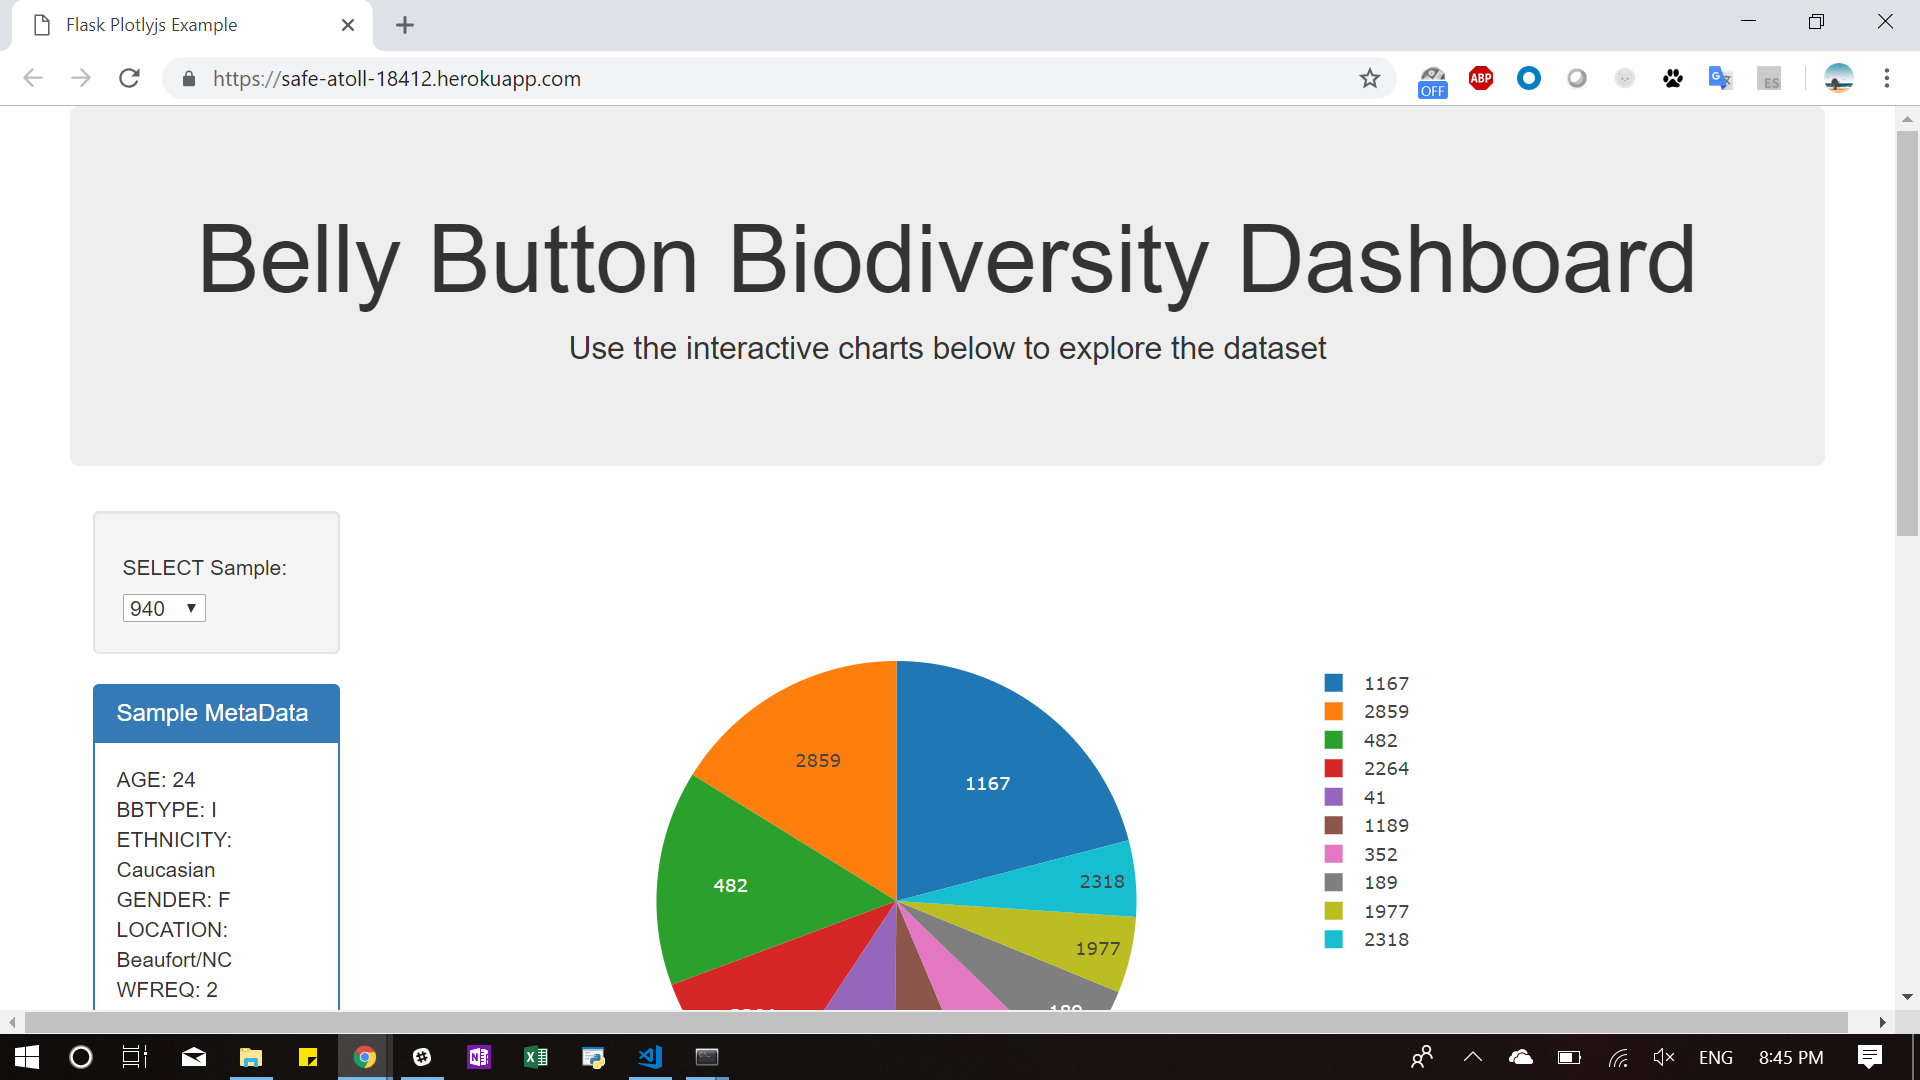 Flask Plotlyjs Example
https://safe-atoll-18412.herokuapp.com
OFF
ABP
G
ES
Belly Button Biodiversity Dashboard
Use the interactive charts below to explore the dataset
SELECT Sample:
940
Sample MetaData
AGE: 24
BBTYPE: I
ETHNICITY:
Caucasian
GENDER: F
LOCATION:
Beaufort/NC
WFREQ: 2
2859
1167
482
2318
1977
189
1167
2859
482
2264
41
1189
352
189
1977
2318
ENG
8:45 PM